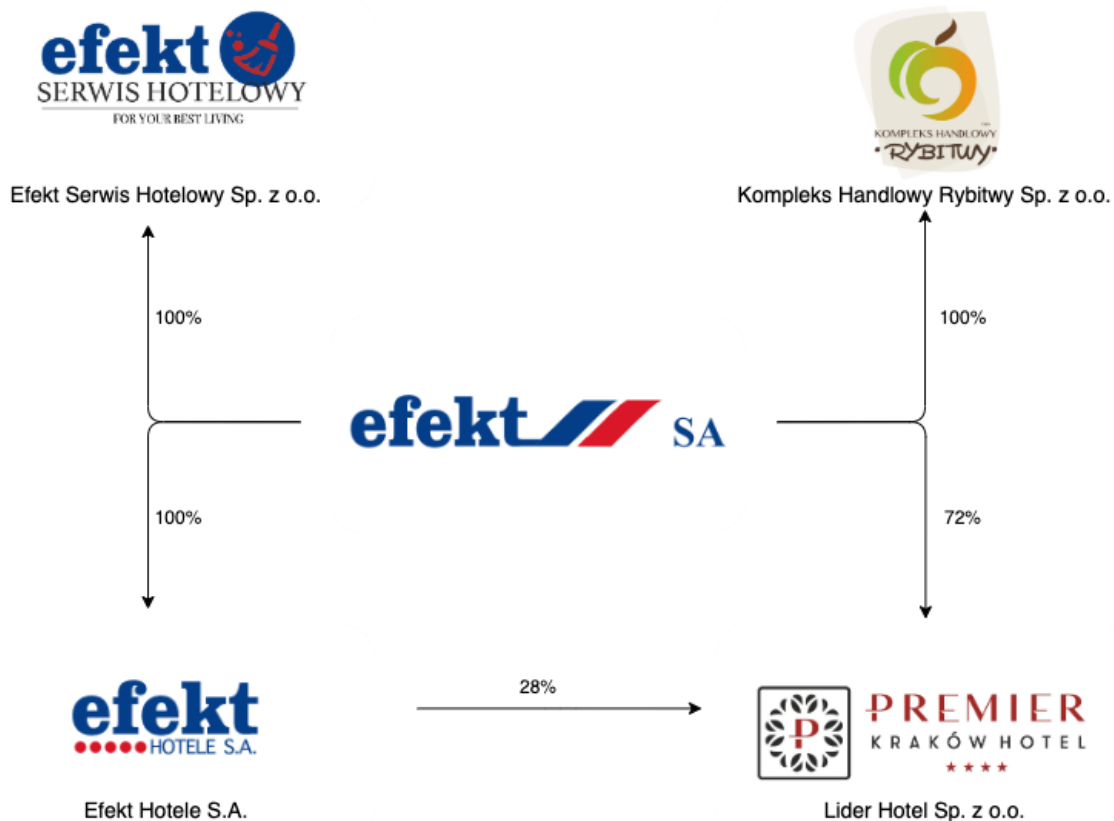 efekt
SERWIS HOTELOWY
FOR YOUR BEST LIVING
Efekt Serwis Hotelowy Sp. z o.o.
KOMPLEKS HANDLOWY
RYBITWY
Kompleks Handlowy Rybitwy Sp. z o.o.
100%
100%
efekt SA
100%
72%
efekt
HOTELE S.A.
Efekt Hotele S.A.
28%
P
PREMIER
KRAKÓW HOTEL
Lider Hotel Sp. z o.o.